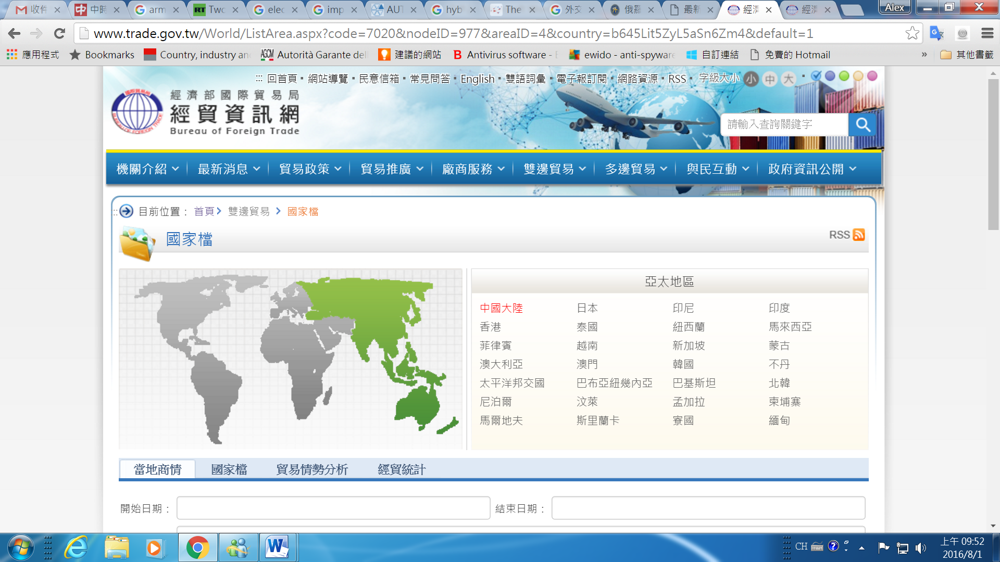 收件 中時 arm Two elec imp AUT hyb The 外交 俄羅 最新 經濟 經濟 Alex
www.trade.gov.tw/World/ListArea.aspx?code=7020&nodeID=977&areaID=4&country=b645Lit5ZyL5aSn6Zm4&default=1
應用程式 Bookmarks Country, industry an Autorità Garante del 建議的網站 Antivirus software - ewido - anti-spyware 自訂連結 免費的 Hotmail » 其他書籤
::: 回首頁 網站導覽 民意信箱 常見問答 English 雙語詞彙 電子報訂閱 網路資源 RSS 字級大小 小 中 大
經濟部國際貿易局
經貿資訊網
Bureau of Foreign Trade
請輸入查詢關鍵字
機關介紹 最新消息 貿易政策 貿易推廣 廠商服務 雙邊貿易 多邊貿易 與民互動 政府資訊公開
目前位置： 首頁 雙邊貿易 國家檔
國家檔
RSS
亞太地區
中國大陸 日本 印尼 印度
香港 泰國 紐西蘭 馬來西亞
菲律賓 越南 新加坡 蒙古
澳大利亞 澳門 韓國 不丹
太平洋邦交國 巴布亞紐幾內亞 巴基斯坦 北韓
尼泊爾 汶萊 孟加拉 柬埔寨
馬爾地夫 斯里蘭卡 寮國 緬甸
當地商情 國家檔 貿易情勢分析 經貿統計
開始日期： 結束日期：
CH
上午 09:52
2016/8/1